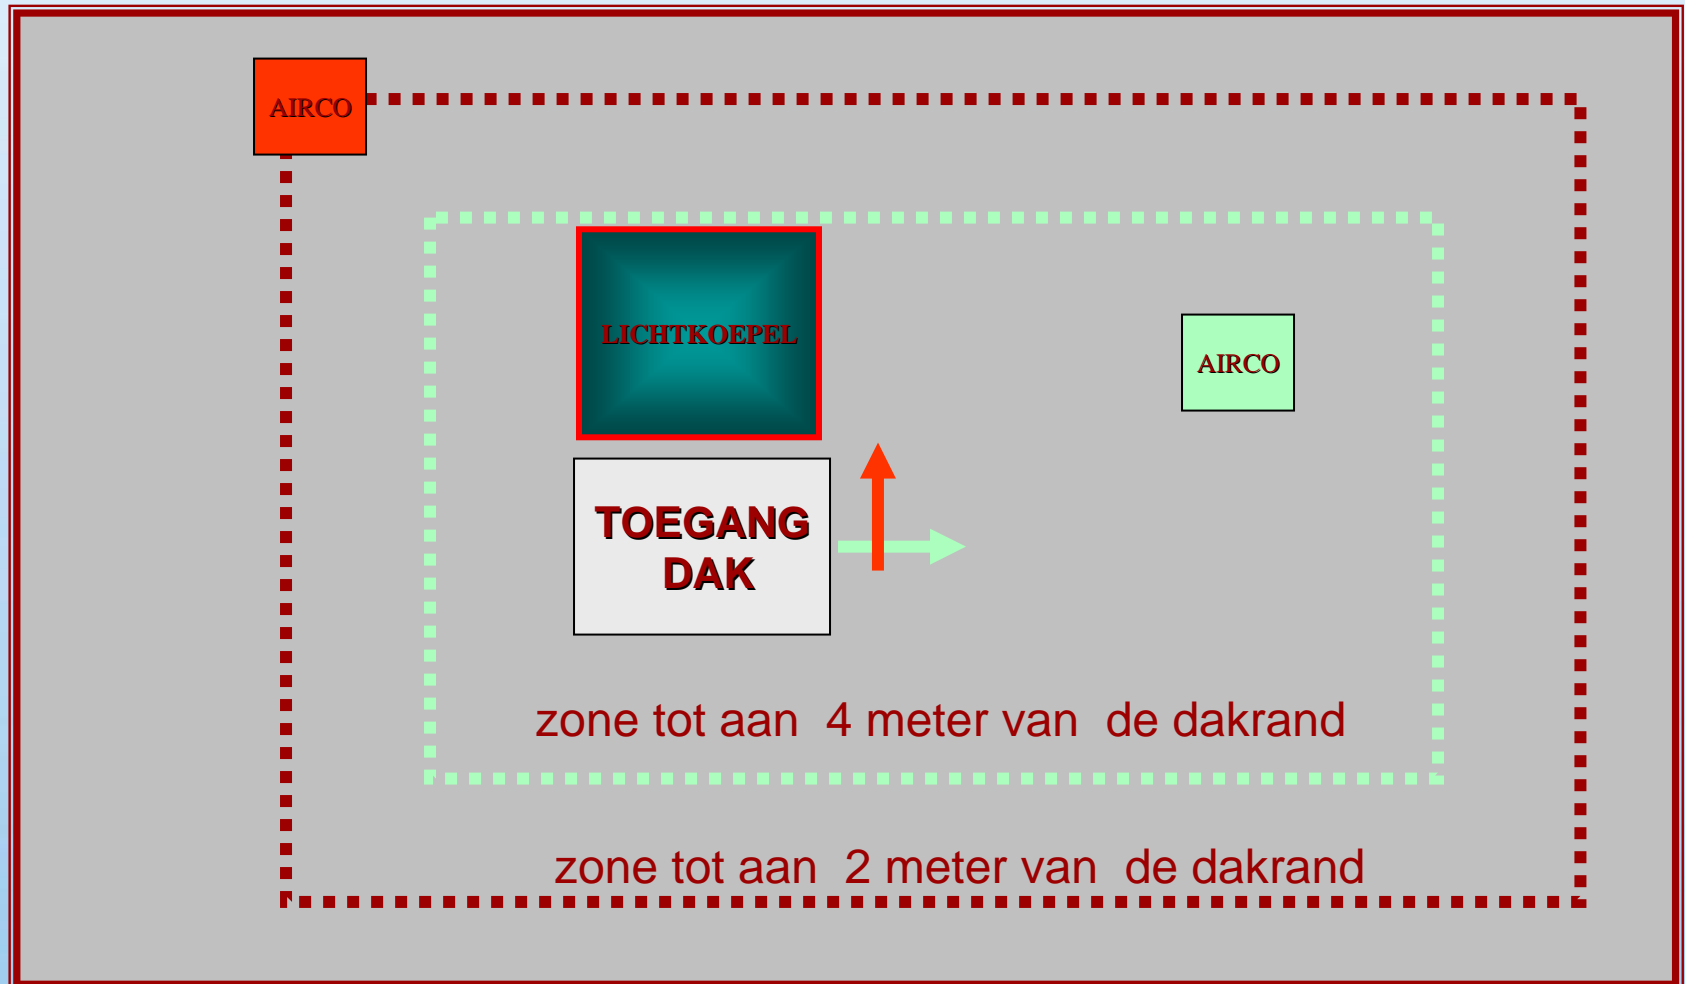 AIRCO
LICHTKOEPEL
AIRCO
TOEGANG
DAK
zone tot aan 4 meter van de dakrand
zone tot aan 2 meter van de dakrand